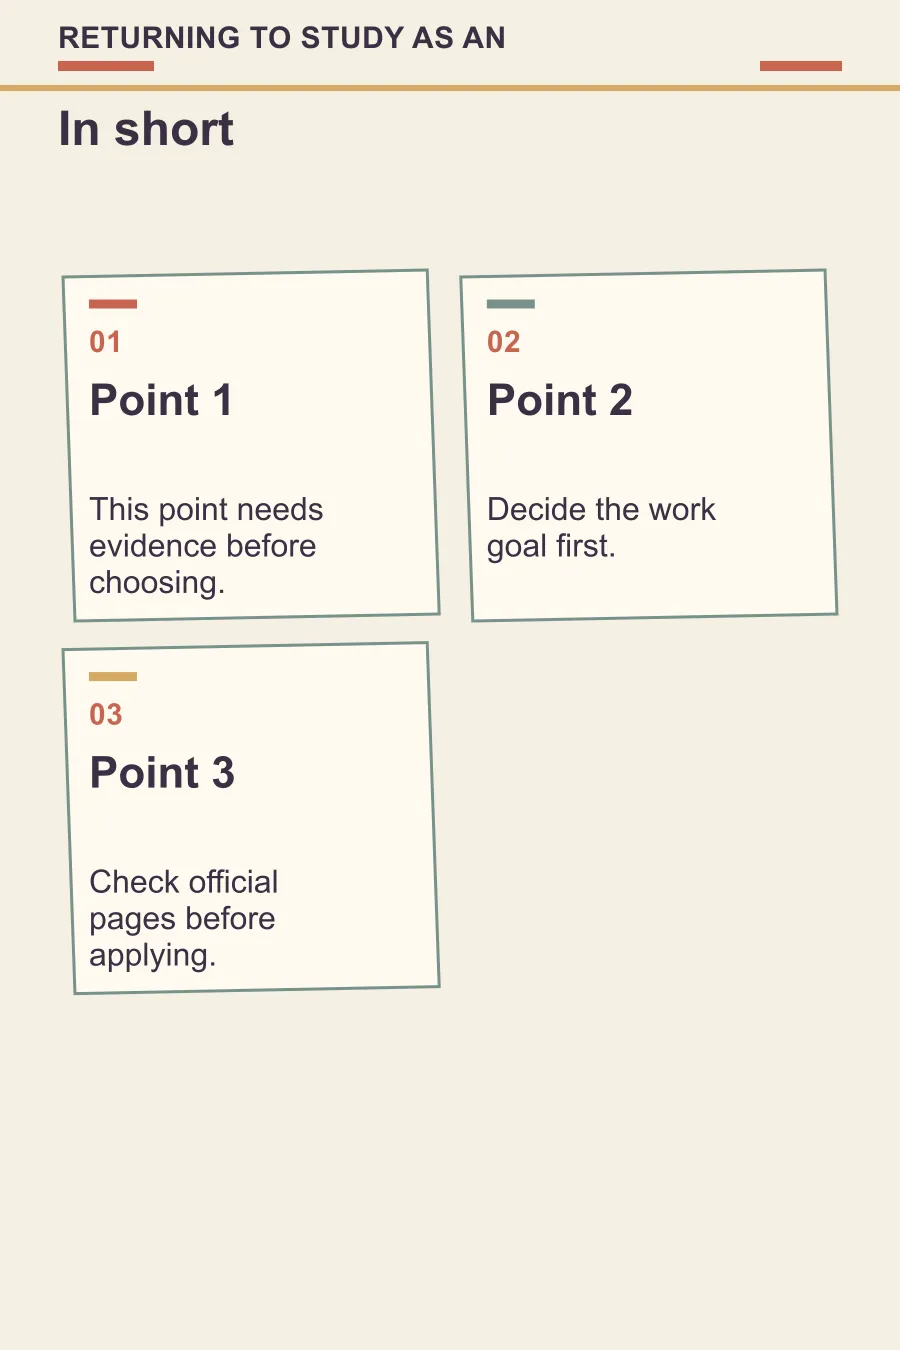 RETURNING TO STUDY AS AN
In short
01
Point 1
This point needs
evidence before
choosing.
02
Point 2
Decide the work
goal first.
03
Point 3
Check official
pages before
applying.